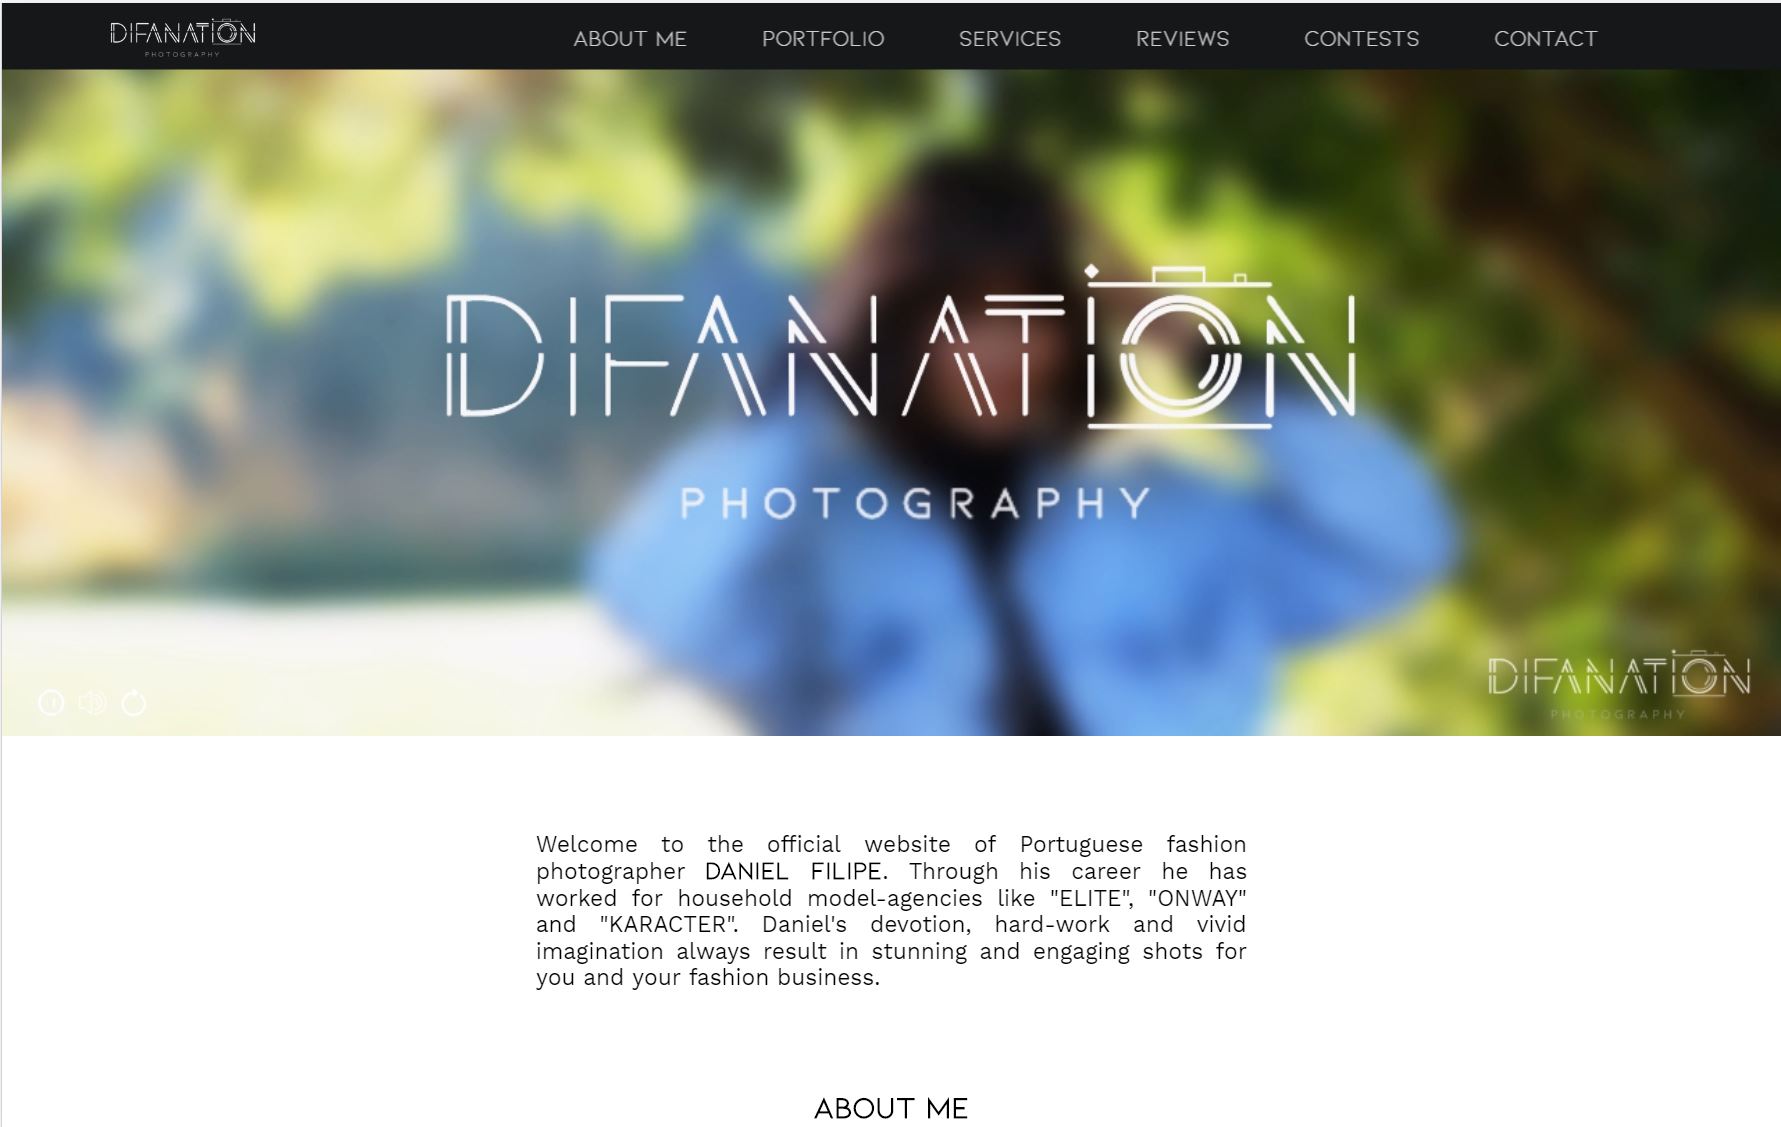 DIFANATION
PHOTOGRAPHY
ABOUT ME
PORTFOLIO
SERVICES
REVIEWS
CONTESTS
CONTACT
DIFANATION
PHOTOGRAPHY
DIFANATION
PHOTOGRAPHY
Welcome to the official website of Portuguese fashion
photographer DANIEL FILIPE. Through his career he has
worked for household model-agencies like "ELITE", "ONWAY"
and "KARACTER". Daniel's devotion, hard-work and vivid
imagination always result in stunning and engaging shots for
you and your fashion business.
ABOUT ME